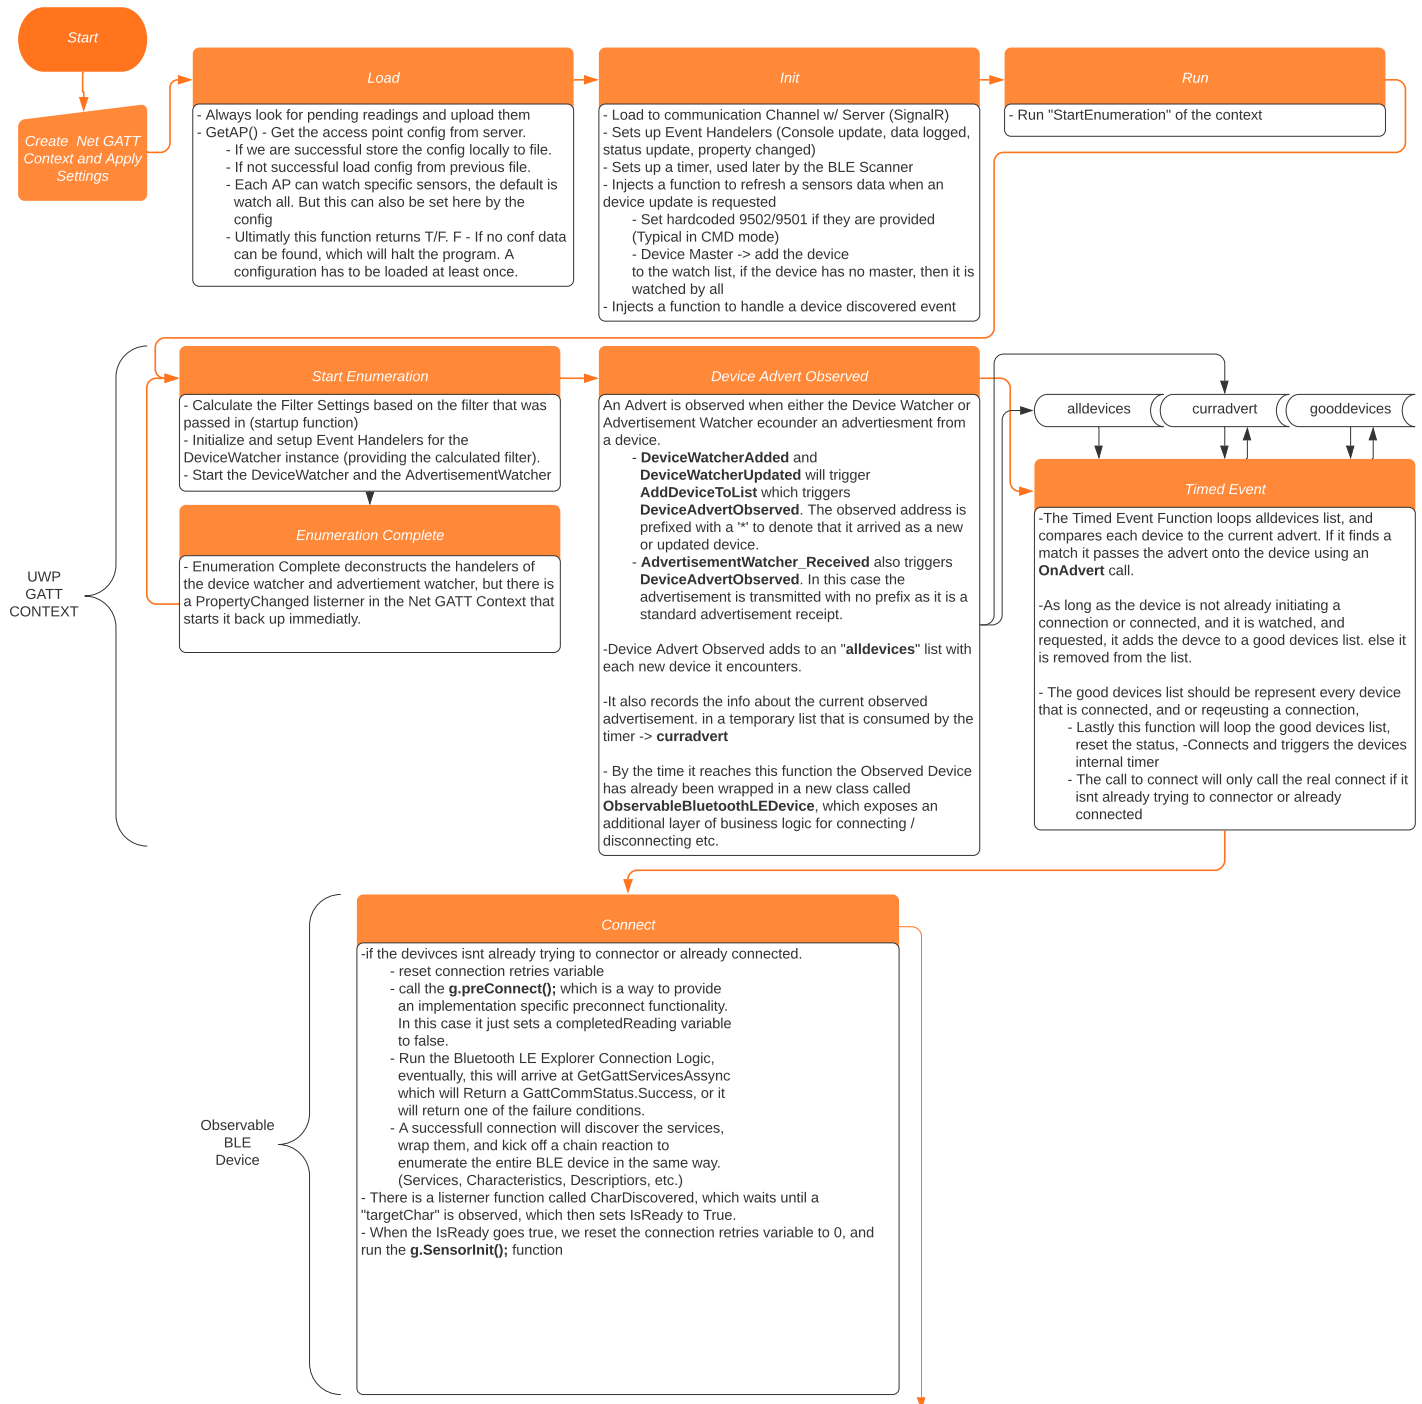 Start
Create  Net GATT
Context and Apply
Settings
Load
- Always look for pending readings and upload them
- GetAP() - Get the access point config from server.
- If we are successful store the config locally to file.
- If not successful load config from previous file.
- Each AP can watch specific sensors, the default is
watch all. But this can also be set here by the
config
- Ultimatly this function returns T/F. F - If no conf data
can be found, which will halt the program. A
configuration has to be loaded at least once.
Init
- Load to communication Channel w/ Server (SignalR)
- Sets up Event Handelers (Console update, data logged,
status update, property changed)
- Sets up a timer, used later by the BLE Scanner
- Injects a function to refresh a sensors data when an
device update is requested
- Set hardcoded 9502/9501 if they are provided
(Typical in CMD mode)
- Device Master -> add the device
to the watch list, if the device has no master, then it is
watched by all
- Injects a function to handle a device discovered event
Run
- Run "StartEnumeration" of the context
UWP
GATT
CONTEXT
Start Enumeration
- Calculate the Filter Settings based on the filter that was
passed in (startup function)
- Initialize and setup Event Handelers for the
DeviceWatcher instance (providing the calculated filter).
- Start the DeviceWatcher and the AdvertisementWatcher
Enumeration Complete
- Enumeration Complete deconstructs the handelers of
the device watcher and advertiement watcher, but there is
a PropertyChanged listerner in the Net GATT Context that
starts it back up immediatly.
Device Advert Observed
An Advert is observed when either the Device Watcher or
Advertisement Watcher ecounder an advertiesment from
a device.
- DeviceWatcherAdded and
DeviceWatcherUpdated will trigger
AddDeviceToList which triggers
DeviceAdvertObserved. The observed address is
prefixed with a '*' to denote that it arrived as a new
or updated device.
- AdvertisementWatcher_Received also triggers
DeviceAdvertObserved. In this case the
advertisement is transmitted with no prefix as it is a
standard advertisement receipt.
-Device Advert Observed adds to an "alldevices" list with
each new device it encounters.
-It also records the info about the current observed
advertisement. in a temporary list that is consumed by the
timer -> curradvert
- By the time it reaches this function the Observed Device
has already been wrapped in a new class called
ObservableBluetoothLEDevice, which exposes an
additional layer of business logic for connecting /
disconnecting etc.
alldevices
curradvert
gooddevices
Timed Event
-The Timed Event Function loops alldevices list, and
compares each device to the current advert. If it finds a
match it passes the advert onto the device using an
OnAdvert call.
-As long as the device is not already initiating a
connection or connected, and it is watched, and
requested, it adds the devce to a good devices list. else it
is removed from the list.
- The good devices list should be represent every device
that is connected, and or reqeusting a connection,
- Lastly this function will loop the good devices list,
reset the status, -Connects and triggers the devices
internal timer
- The call to connect will only call the real connect if it
isnt already trying to connector or already
connected
Observable
BLE
Device
Connect
-if the devivces isnt already trying to connector or already connected.
- reset connection retries variable
- call the g.preConnect(); which is a way to provide
an implementation specific preconnect functionality.
In this case it just sets a completedReading variable
to false.
- Run the Bluetooth LE Explorer Connection Logic,
eventually, this will arrive at GetGattServicesAssync
which will Return a GattCommStatus.Success, or it
will return one of the failure conditions.
- A successfull connection will discover the services,
wrap them, and kick off a chain reaction to
enumerate the entire BLE device in the same way.
(Services, Characteristics, Descriptiors, etc.)
- There is a listerner function called CharDiscovered, which waits until a
"targetChar" is observed, which then sets IsReady to True.
- When the IsReady goes true, we reset the connection retries variable to 0, and
run the g.SensorInit(); function